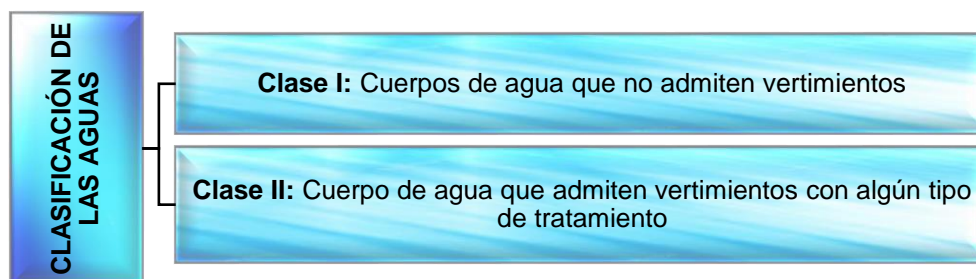 CLASIFICACIÓN DE
LAS AGUAS
Clase I: Cuerpos de agua que no admiten vertimientos
Clase II: Cuerpo de agua que admiten vertimientos con algún tipo
de tratamiento